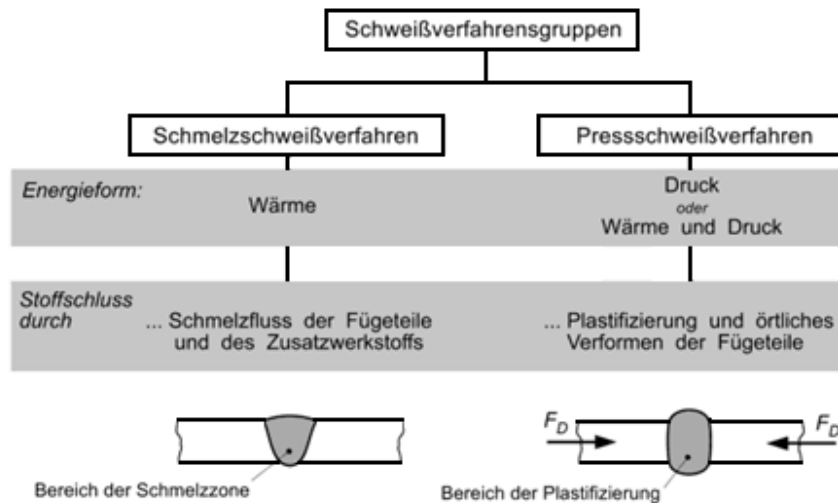 Schweißverfahrensgruppen
Schmelzschweißverfahren
Pressschweißverfahren
Energieform:
Wärme
Druck
oder
Wärme und Druck
Stoffschluss
durch
... Schmelzfluss der Fügeteile
und des Zusatzwerkstoffs
... Plastifizierung und örtliches
Verformen der Fügeteile
Bereich der Schmelzzone
F_D
F_D
Bereich der Plastifizierung